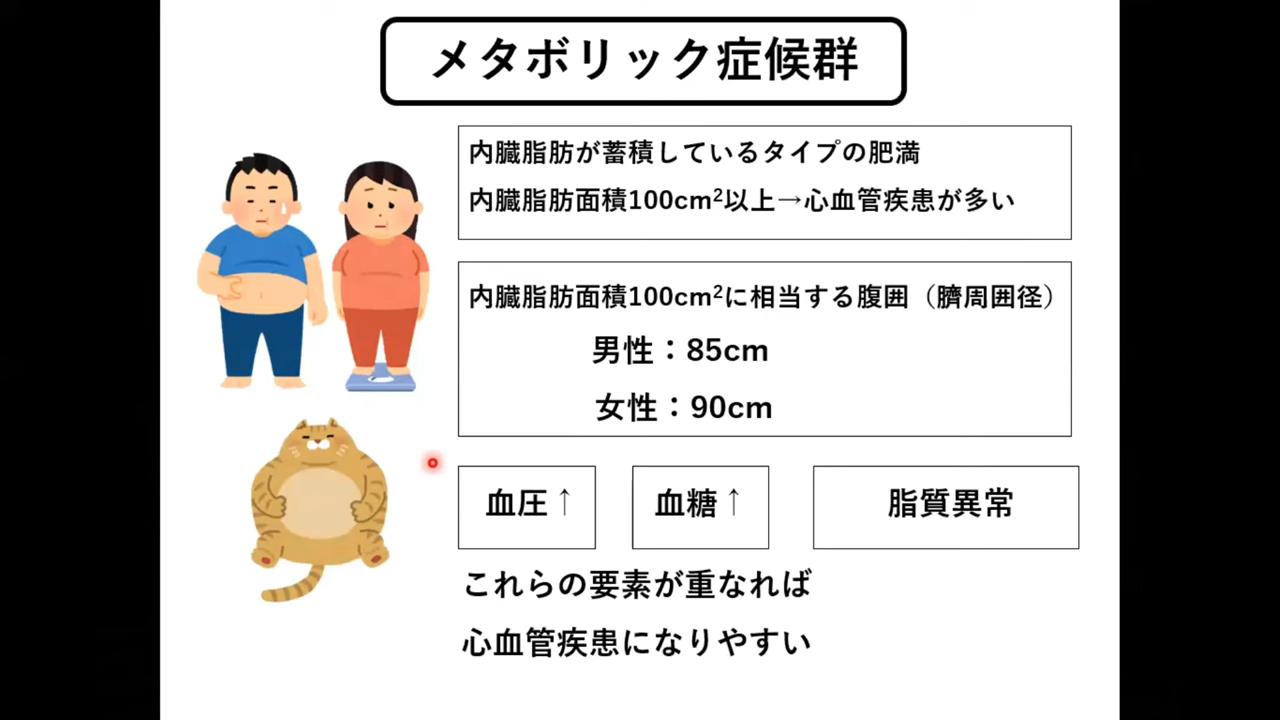 メタボリック症候群
内臓脂肪が蓄積しているタイプの肥満
内臓脂肪面積100cm²以上→心血管疾患が多い
内臓脂肪面積100cm²に相当する腹囲（臍周囲径）
男性：85cm
女性：90cm
血圧↑
血糖↑
脂質異常
これらの要素が重なれば
心血管疾患になりやすい